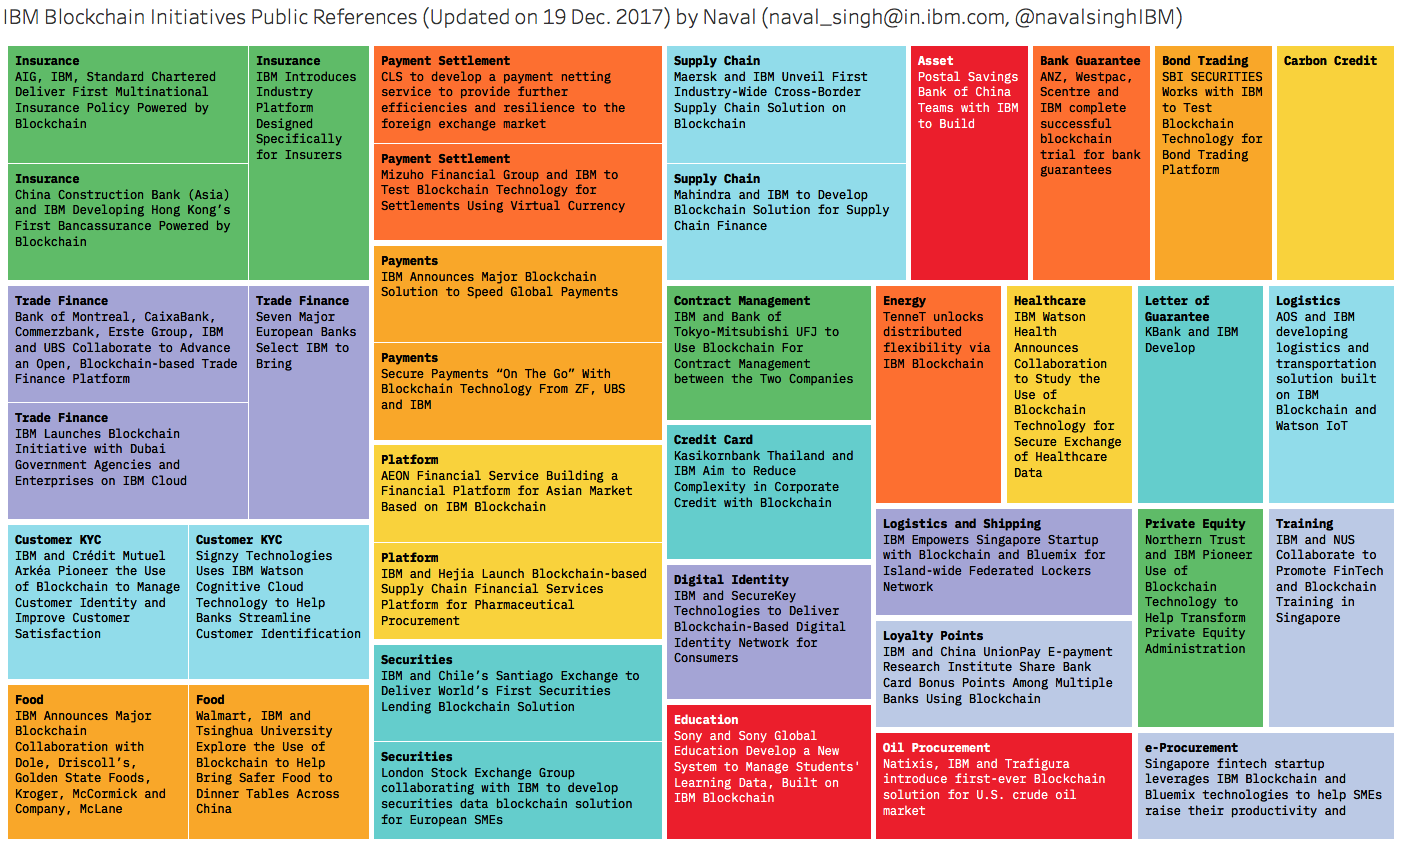 IBM Blockchain Initiatives Public References (Updated on 19 Dec. 2017) by Naval (naval_singh@in.ibm.com, @navalsinghIBM)
Insurance
AIG, IBM, Standard Chartered
Deliver First Multinational
Insurance Policy Powered by
Blockchain
Insurance
IBM Introduces
Industry
Platform
Designed
Specifically
for Insurers
Insurance
China Construction Bank (Asia)
and IBM Developing Hong Kong’s
First Bancassurance Powered by
Blockchain
Trade Finance
Bank of Montreal, CaixaBank,
Commerzbank, Erste Group, IBM
and UBS Collaborate to Advance
an Open, Blockchain-based Trade
Finance Platform
Trade Finance
Seven Major
European Banks
Select IBM to
Bring
Trade Finance
IBM Launches Blockchain
Initiative with Dubai
Government Agencies and
Enterprises on IBM Cloud
Customer KYC
IBM and Crédit Mutuel
Arkéa Pioneer the Use
of Blockchain to Manage
Customer Identity and
Improve Customer
Satisfaction
Customer KYC
Signzy Technologies
Uses IBM Watson
Cognitive Cloud
Technology to Help
Banks Streamline
Customer Identification
Food
IBM Announces Major
Blockchain
Collaboration with
Dole, Driscoll’s,
Golden State Foods,
Kroger, McCormick and
Company, McLane
Food
Walmart, IBM and
Tsinghua University
Explore the Use of
Blockchain to Help
Bring Safer Food to
Dinner Tables Across
China
Payment Settlement
CLS to develop a payment netting
service to provide further
efficiencies and resilience to the
foreign exchange market
Payment Settlement
Mizuho Financial Group and IBM to
Test Blockchain Technology for
Settlements Using Virtual Currency
Payments
IBM Announces Major Blockchain
Solution to Speed Global Payments
Payments
Secure Payments “On The Go” With
Blockchain Technology From ZF, UBS
and IBM
Platform
AEON Financial Service Building a
Financial Platform for Asian Market
Based on IBM Blockchain
Platform
IBM and Hejia Launch Blockchain-based
Supply Chain Financial Services
Platform for Pharmaceutical
Procurement
Securities
IBM and Chile’s Santiago Exchange to
Deliver World’s First Securities
Lending Blockchain Solution
Securities
London Stock Exchange Group
collaborating with IBM to develop
securities data blockchain solution
for European SMEs
Supply Chain
Maersk and IBM Unveil First
Industry-Wide Cross-Border
Supply Chain Solution on
Blockchain
Supply Chain
Mahindra and IBM to Develop
Blockchain Solution for Supply
Chain Finance
Asset
Postal Savings
Bank of China
Teams with IBM
to Build
Bank Guarantee
ANZ, Westpac,
Scentre and
IBM complete
successful
blockchain
trial for bank
guarantees
Bond Trading
SBI SECURITIES
Works with IBM
to Test
Blockchain
Technology for
Bond Trading
Platform
Carbon Credit
Contract Management
IBM and Bank of
Tokyo-Mitsubishi UFJ to
Use Blockchain For
Contract Management
between the Two Companies
Credit Card
Kasikornbank Thailand and
IBM Aim to Reduce
Complexity in Corporate
Credit with Blockchain
Digital Identity
IBM and SecureKey
Technologies to Deliver
Blockchain-Based Digital
Identity Network for
Consumers
Education
Sony and Sony Global
Education Develop a New
System to Manage Students'
Learning Data, Built on
IBM Blockchain
Energy
TenneT unlocks
distributed
flexibility via
IBM Blockchain
Healthcare
IBM Watson
Health
Announces
Collaboration
to Study the
Use of
Blockchain
Technology for
Secure Exchange
of Healthcare
Data
Letter of
Guarantee
KBank and IBM
Develop
Logistics
AOS and IBM
developing
logistics and
transportation
solution built
on IBM
Blockchain and
Watson IoT
Logistics and Shipping
IBM Empowers Singapore Startup
with Blockchain and Bluemix for
Island-wide Federated Lockers
Network
Loyalty Points
IBM and China UnionPay E-payment
Research Institute Share Bank
Card Bonus Points Among Multiple
Banks Using Blockchain
Oil Procurement
Natixis, IBM and Trafigura
introduce first-ever Blockchain
solution for U.S. crude oil
market
Private Equity
Northern Trust
and IBM Pioneer
Use of
Blockchain
Technology to
Help Transform
Private Equity
Administration
Training
IBM and NUS
Collaborate to
Promote FinTech
and Blockchain
Training in
Singapore
e-Procurement
Singapore fintech startup
leverages IBM Blockchain and
Bluemix technologies to help SMEs
raise their productivity and